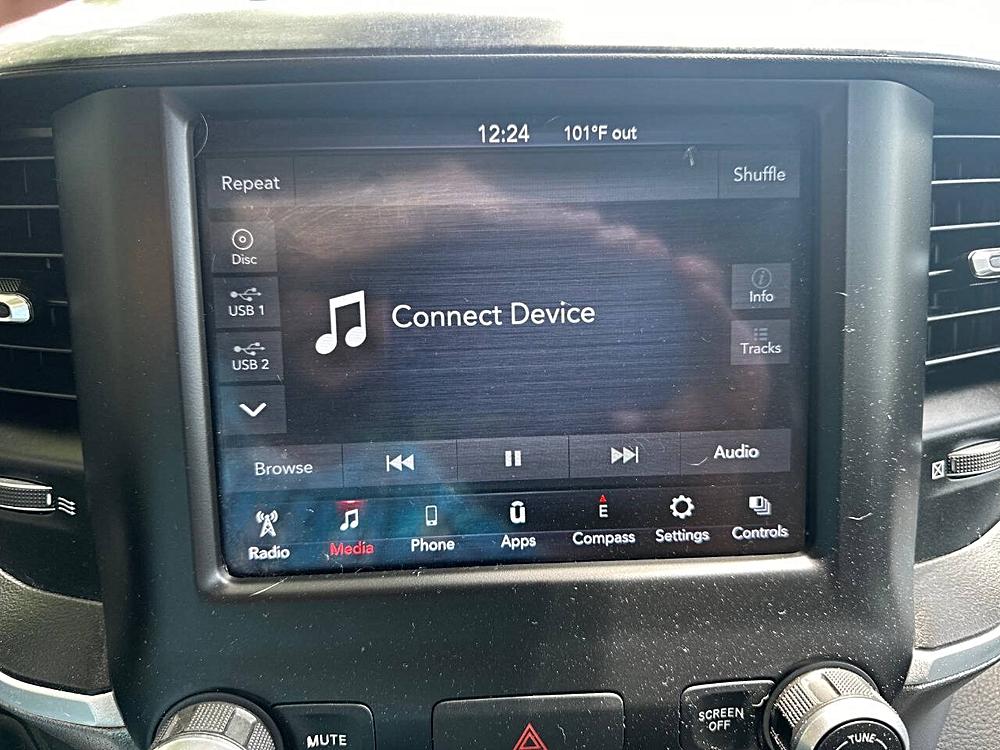 12:24 101°F out
Repeat
Shuffle
Disc
USB 1
USB 2
Connect Device
Info
Tracks
Browse
Audio
Radio
Media
Phone
Apps
E
Compass
Settings
Controls
MUTE
SCREEN
OFF
TUNE